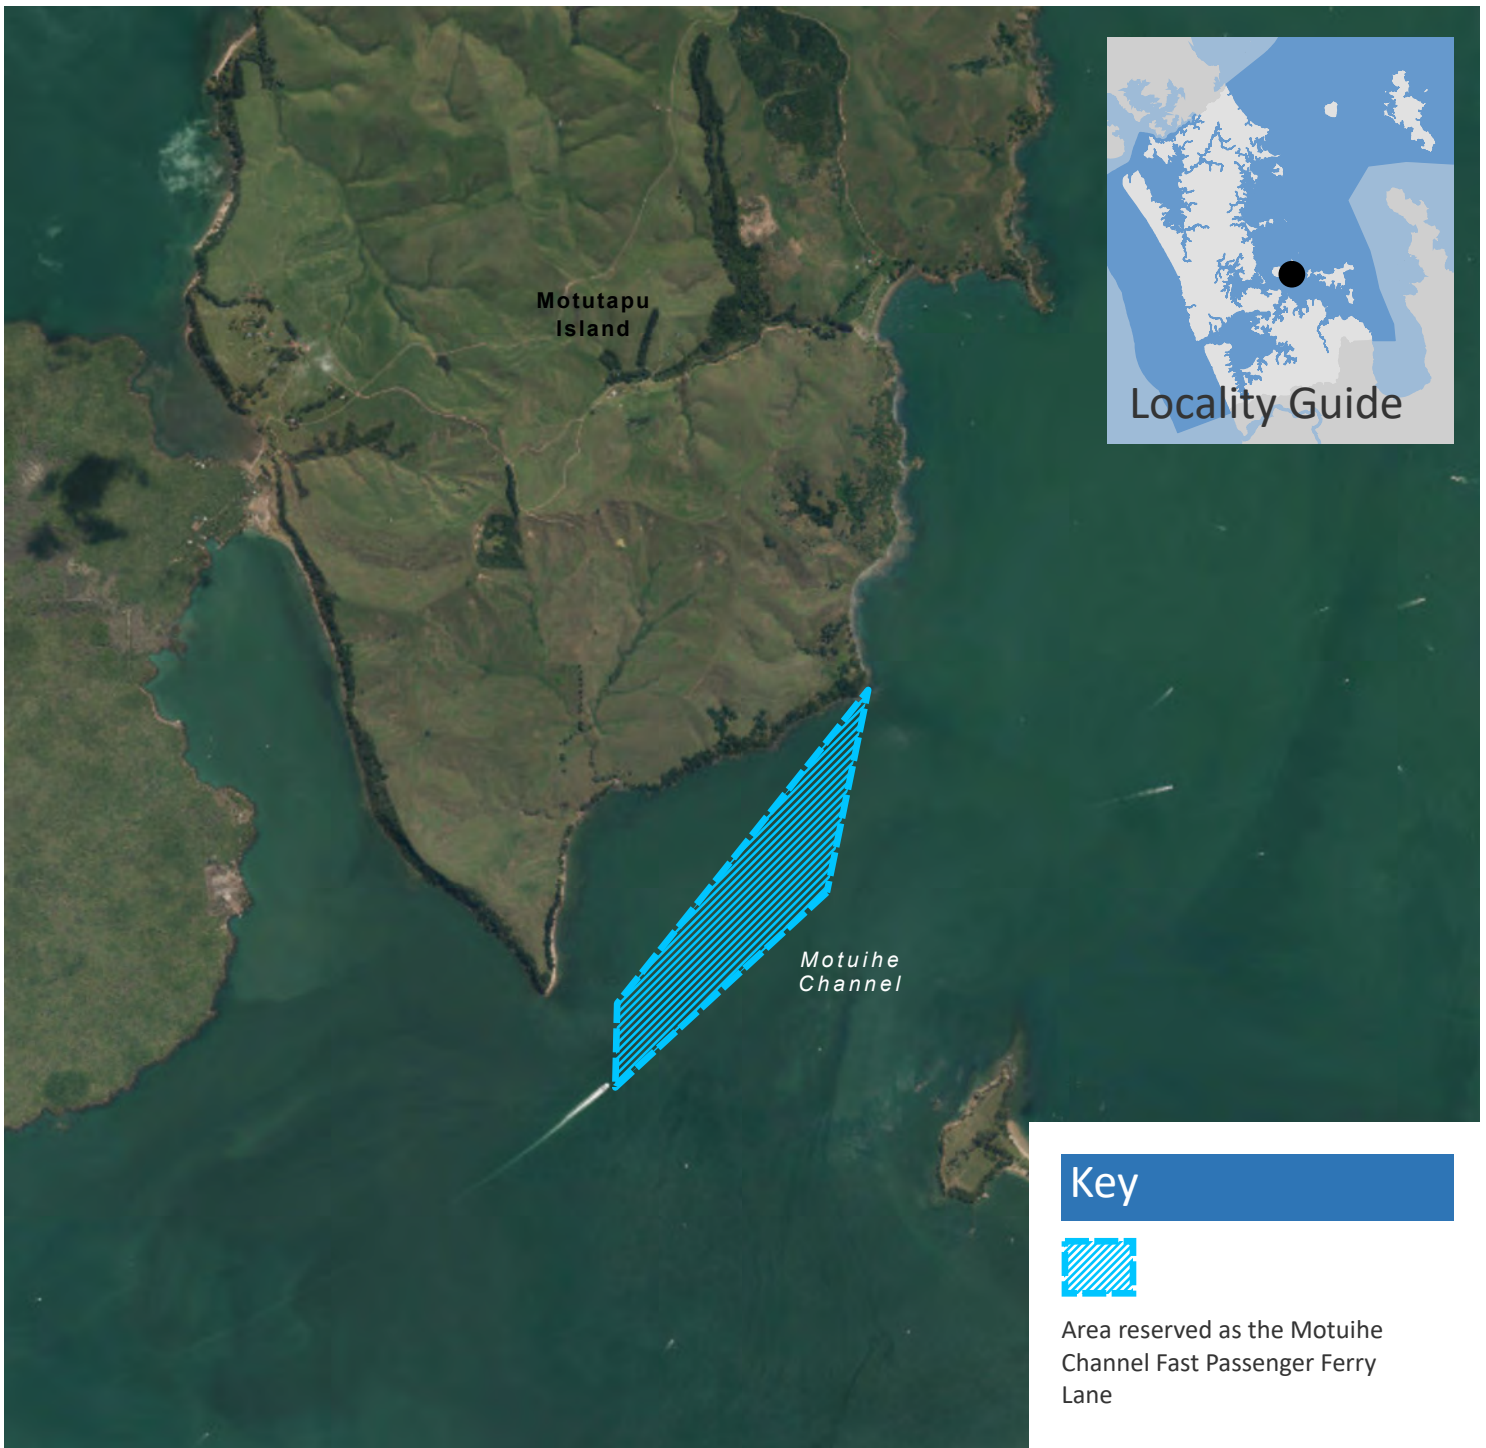 Locality Guide
Motutapu
Island
Motuihe
Channel
Key
Area reserved as the Motuihe
Channel Fast Passenger Ferry
Lane